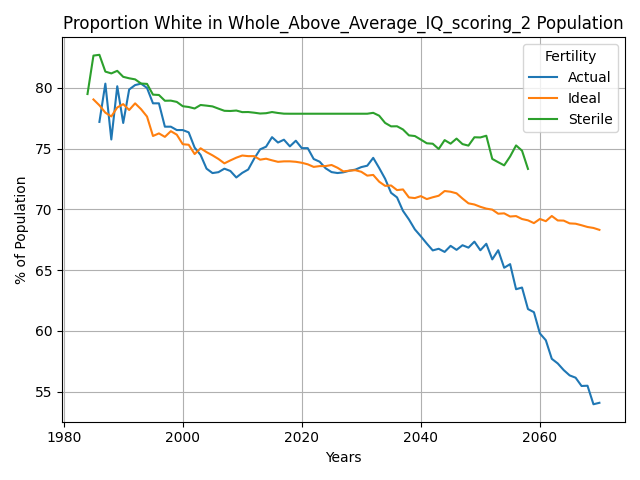 Proportion White in Whole_Above_Average_IQ_scoring_2 Population
% of Population
80
75
70
65
60
55
Fertility
Actual
Ideal
Sterile
1980
2000
2020
2040
2060
Years